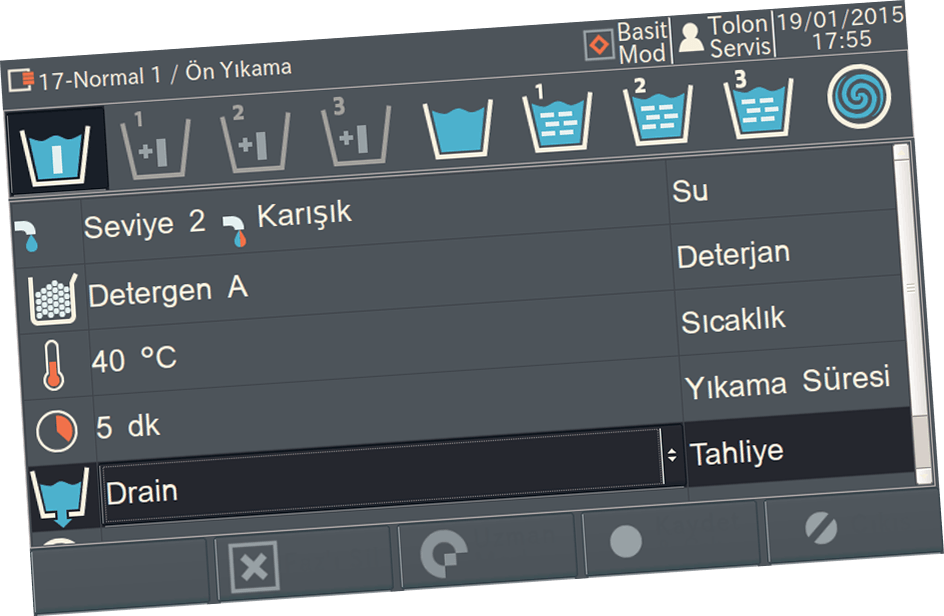 17-Normal 1 / Ön Yıkama
Basit
Mod
Tolon
Servis
19/01/2015
17:55
1
2
3
1
2
3
Seviye 2 Karışık
Su
Detergen A
Deterjan
40 °C
Sıcaklık
5 dk
Yıkama Süresi
Drain
Tahliye